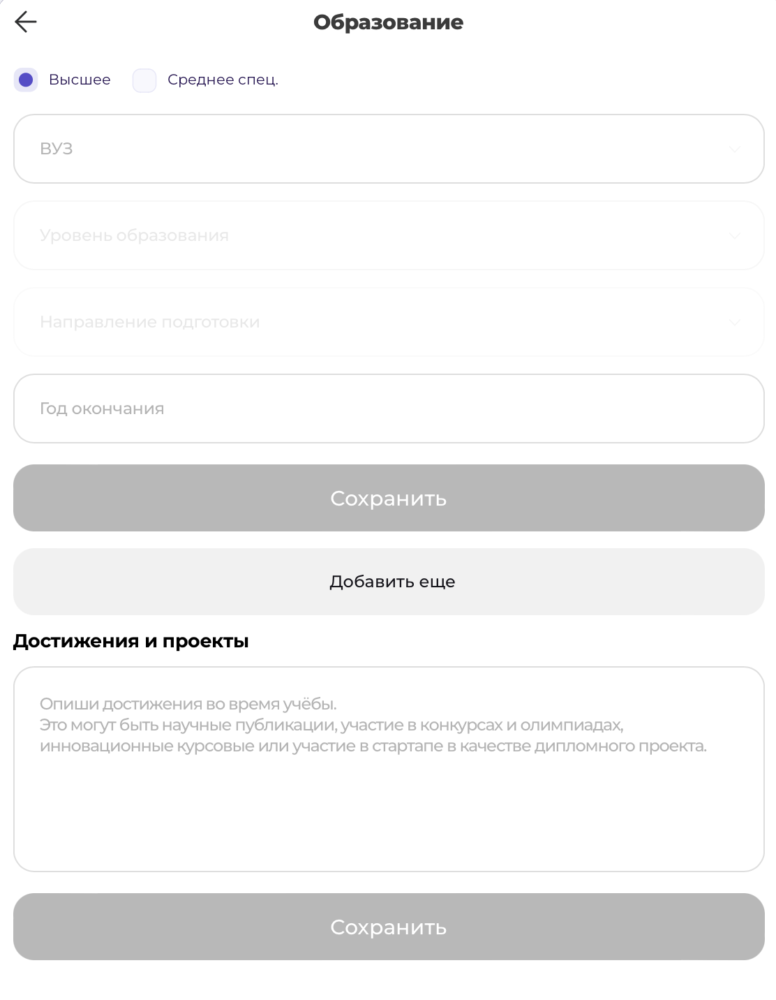 Образование
Высшее Среднее спец.
ВУЗ
Уровень образования
Направление подготовки
Год окончания
Сохранить
Добавить еще
Достижения и проекты
Опиши достижения во время учёбы.
Это могут быть научные публикации, участие в конкурсах и олимпиадах,
инновационные курсовые или участие в стартапе в качестве дипломного проекта.
Сохранить